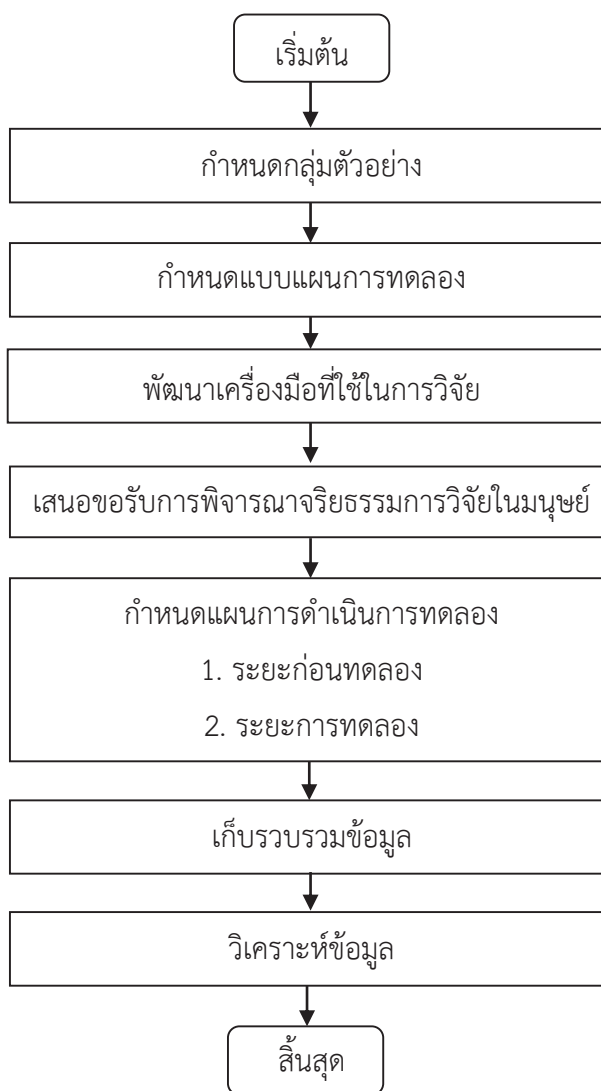 เริ่มต้น
กำหนดกลุ่มตัวอย่าง
กำหนดแบบแผนการทดลอง
พัฒนาเครื่องมือที่ใช้ในการวิจัย
เสนอขอรับการพิจารณาจริยธรรมการวิจัยในมนุษย์
กำหนดแผนการดำเนินการทดลอง
1. ระยะก่อนทดลอง
2. ระยะการทดลอง
เก็บรวบรวมข้อมูล
วิเคราะห์ข้อมูล
สิ้นสุด